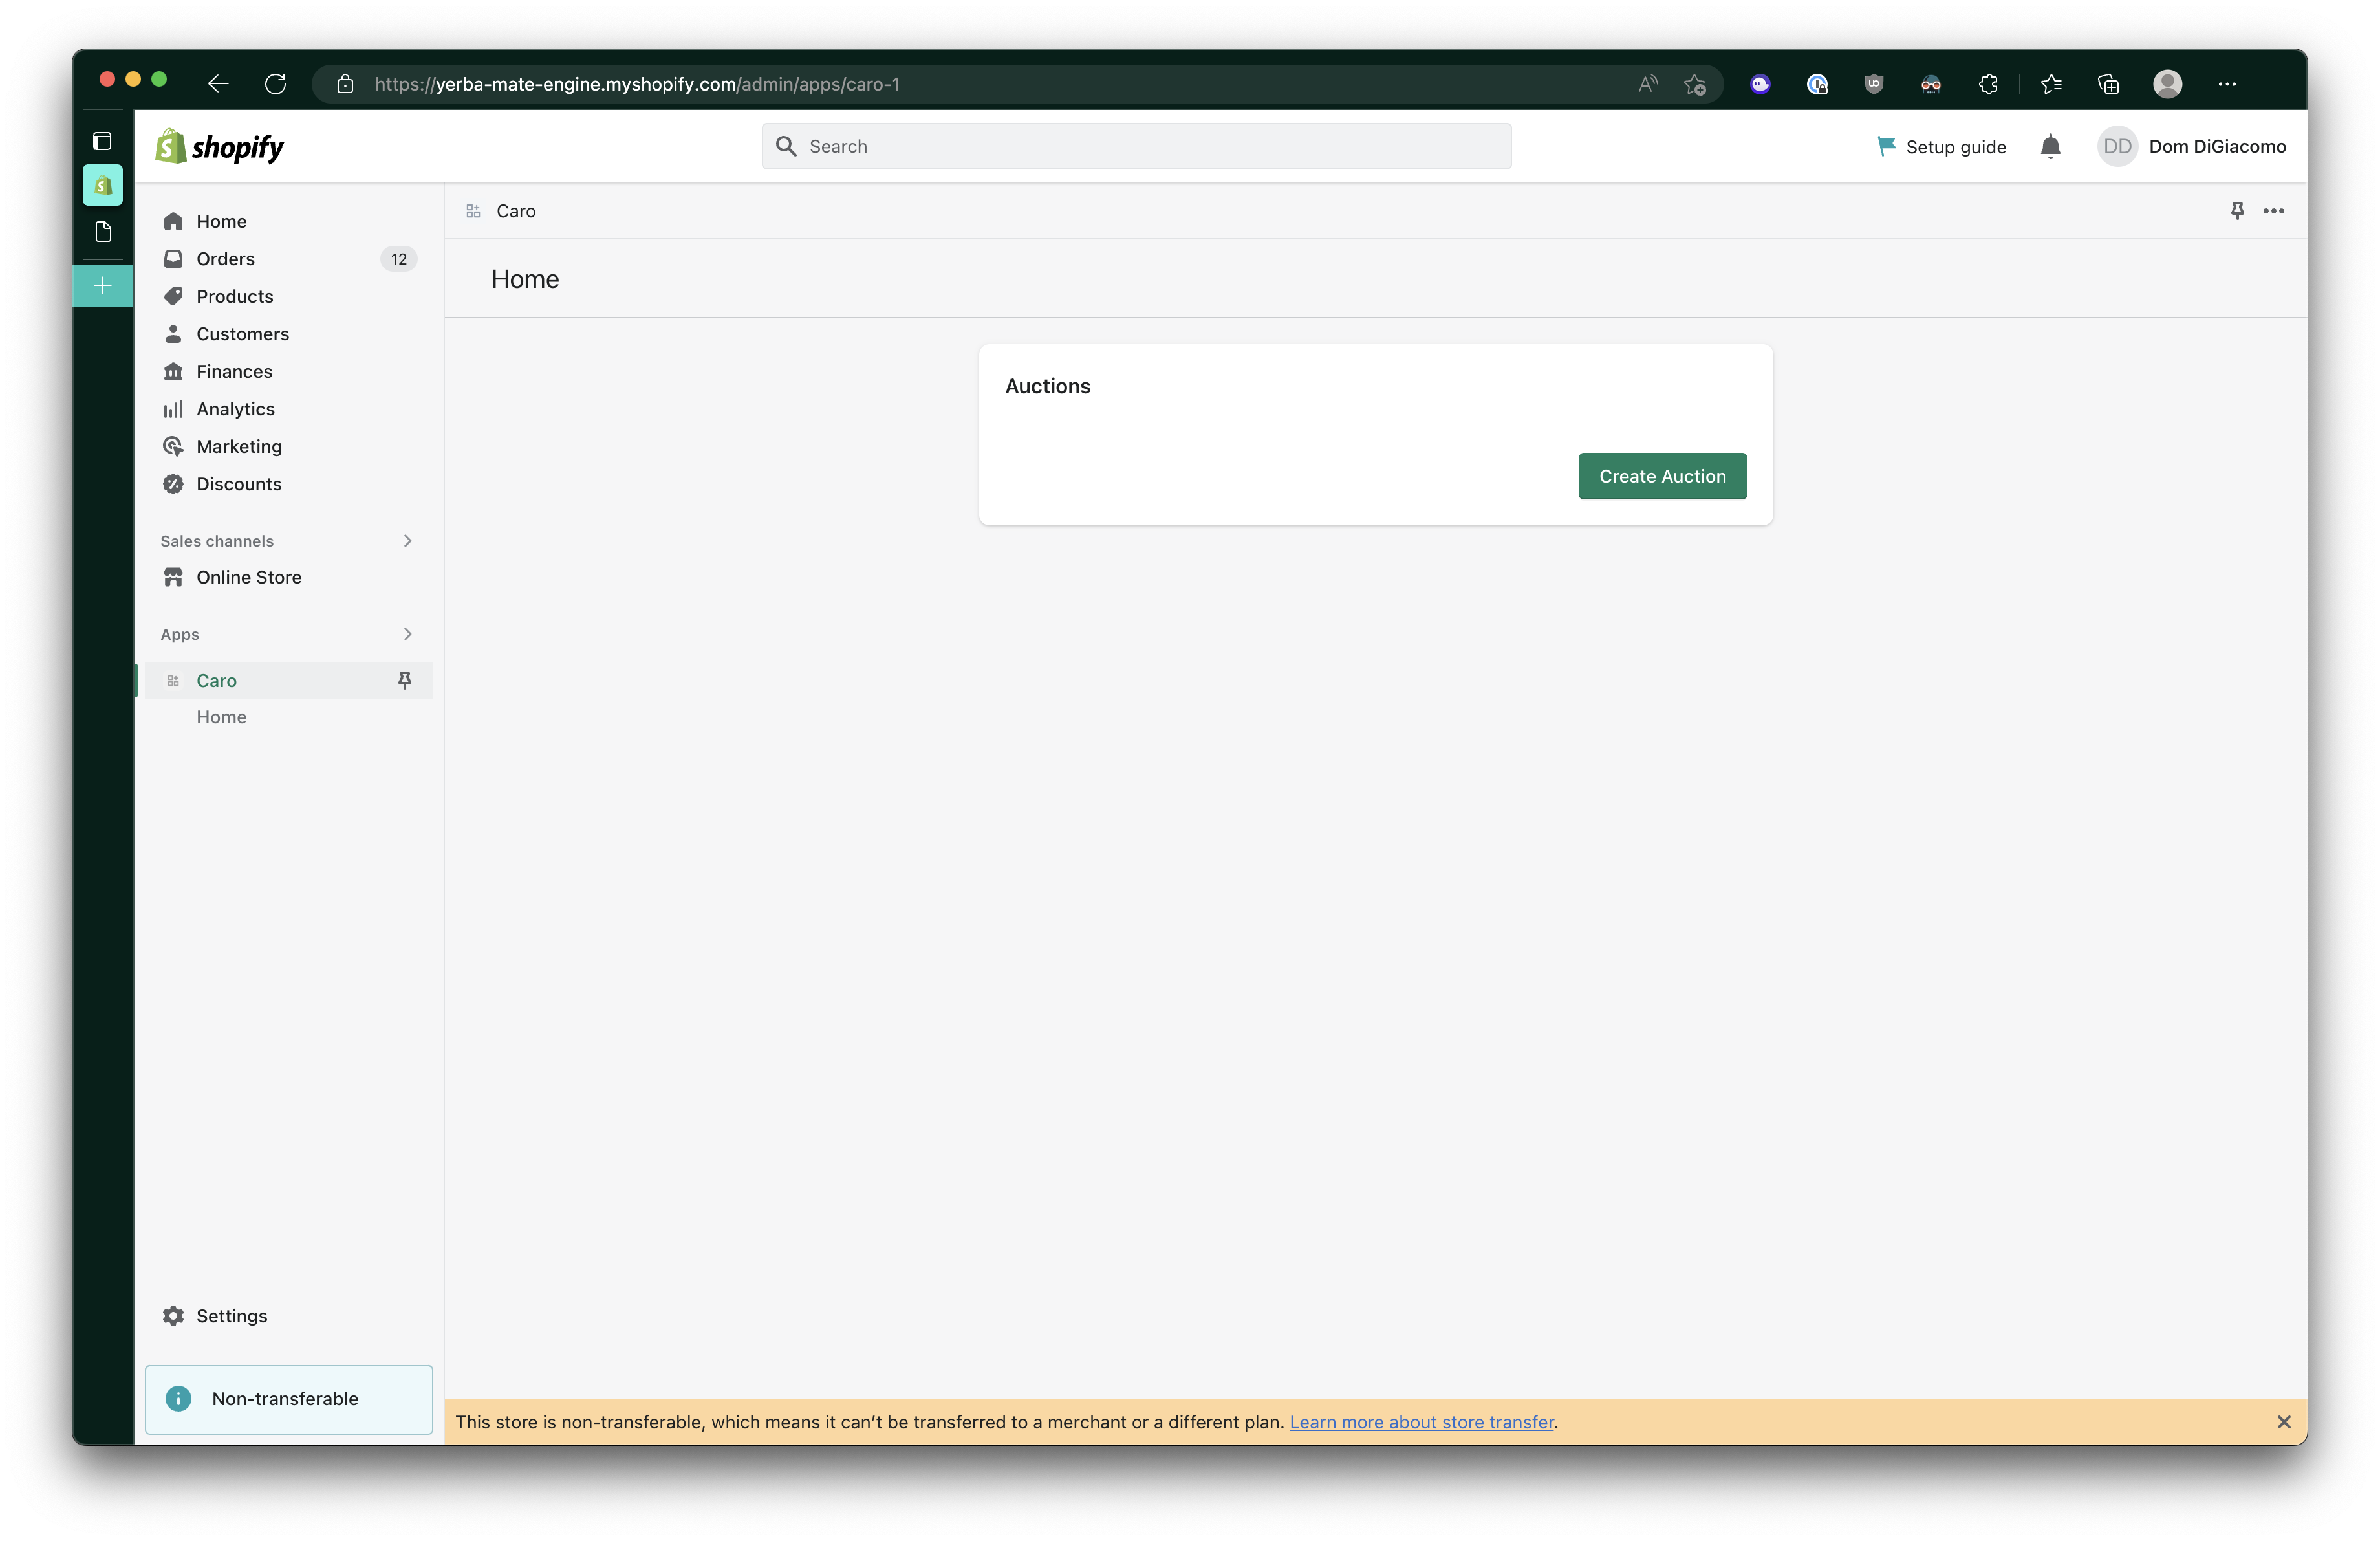 https://yerba-mate-engine.myshopify.com/admin/apps/caro-1
shopify
Search
Setup guide
DD
Dom DiGiacomo
Home
Orders
12
Products
Customers
Finances
Analytics
Marketing
Discounts
Sales channels
Online Store
Apps
Caro
Home
Settings
Non-transferable
Caro
Home
Auctions
Create Auction
This store is non-transferable, which means it can’t be transferred to a merchant or a different plan. Learn more about store transfer.